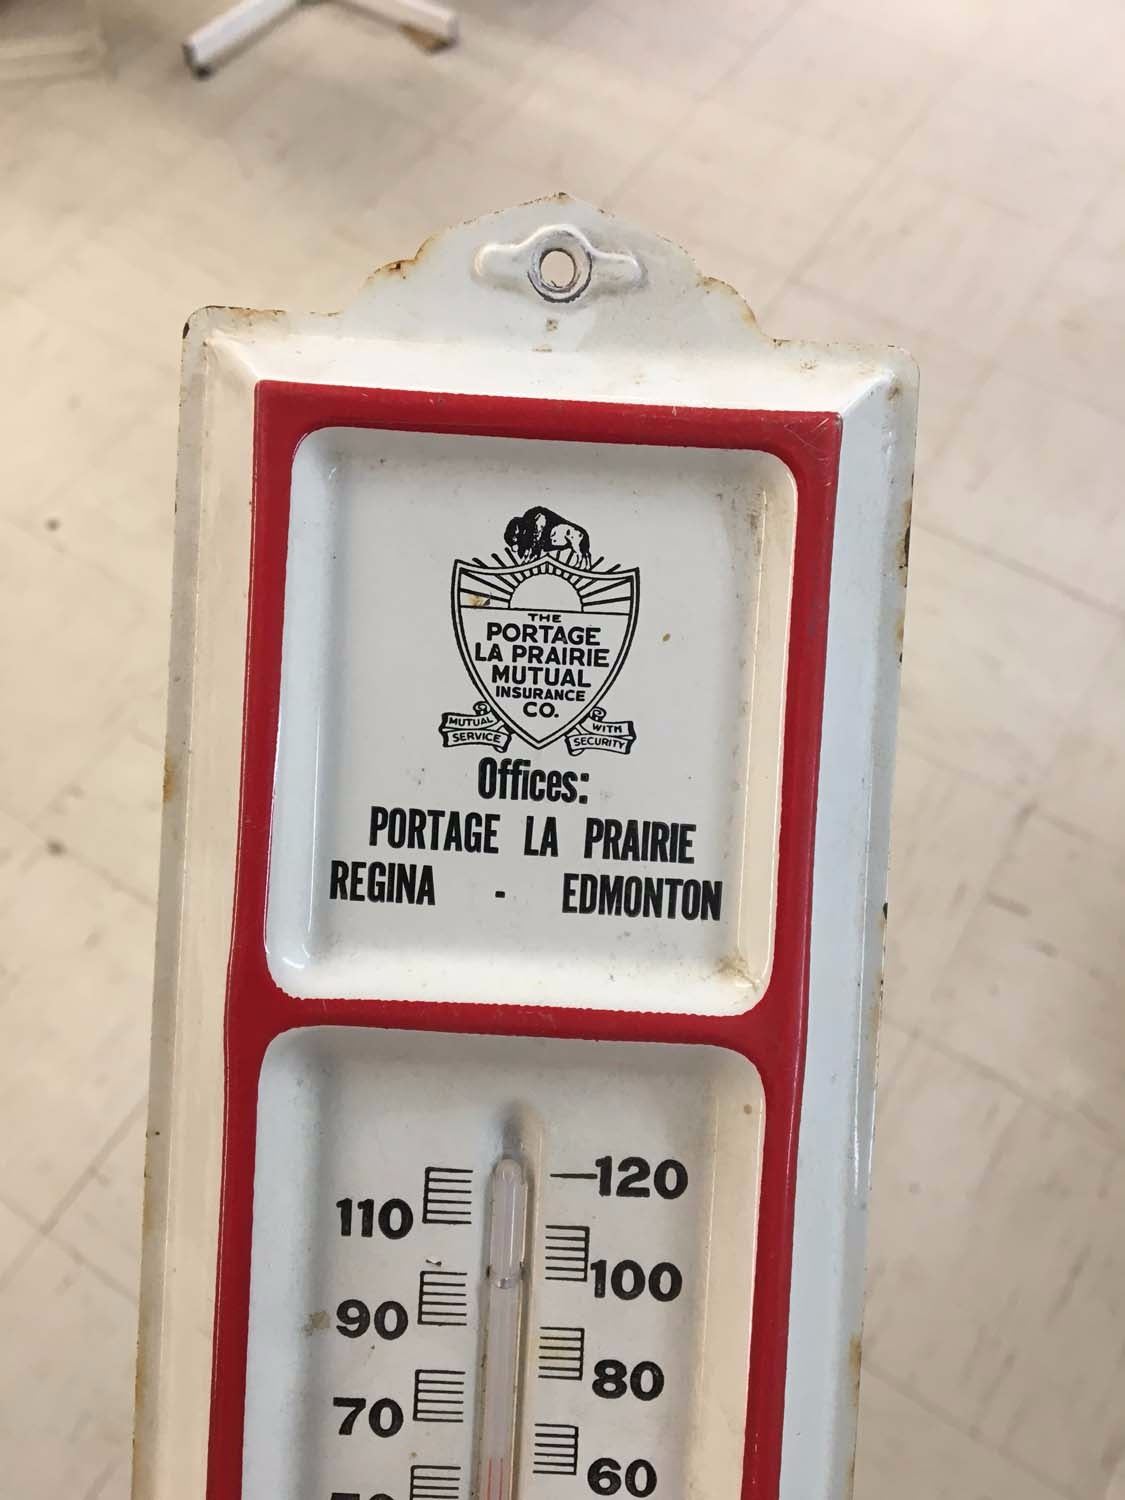 THE
PORTAGE
LA PRAIRIE
MUTUAL
INSURANCE
CO.
MUTUAL
SERVICE
WITH
SECURITY
Offices:
PORTAGE LA PRAIRIE
REGINA - EDMONTON
120
110
100
90
80
70
60